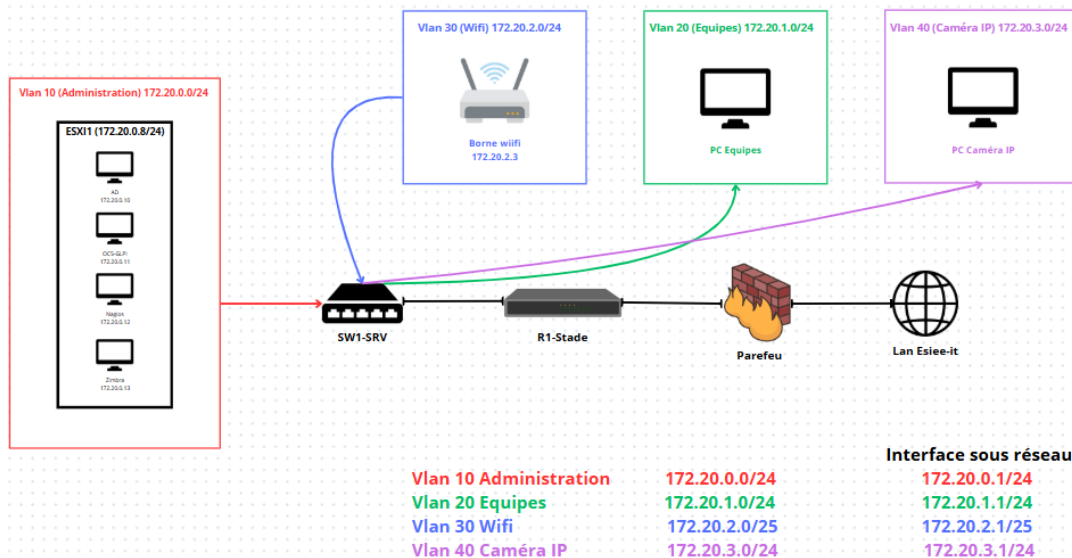 Vlan 10 (Administration) 172.20.0.0/24
ESXI1 (172.20.0.8/24)
AD
172.20.0.10
OCS-GLPI
172.20.0.11
Nagios
172.20.0.12
Zimbra
172.20.0.13
Vlan 30 (Wifi) 172.20.2.0/24
Borne wiifi
172.20.2.3
Vlan 20 (Equipes) 172.20.1.0/24
PC Equipes
Vlan 40 (Caméra IP) 172.20.3.0/24
PC Caméra IP
SW1-SRV
R1-Stade
Parefeu
Lan Esiee-it
Interface sous réseau
Vlan 10 Administration 172.20.0.0/24 172.20.0.1/24
Vlan 20 Equipes 172.20.1.0/24 172.20.1.1/24
Vlan 30 Wifi 172.20.2.0/25 172.20.2.1/25
Vlan 40 Caméra IP 172.20.3.0/24 172.20.3.1/24